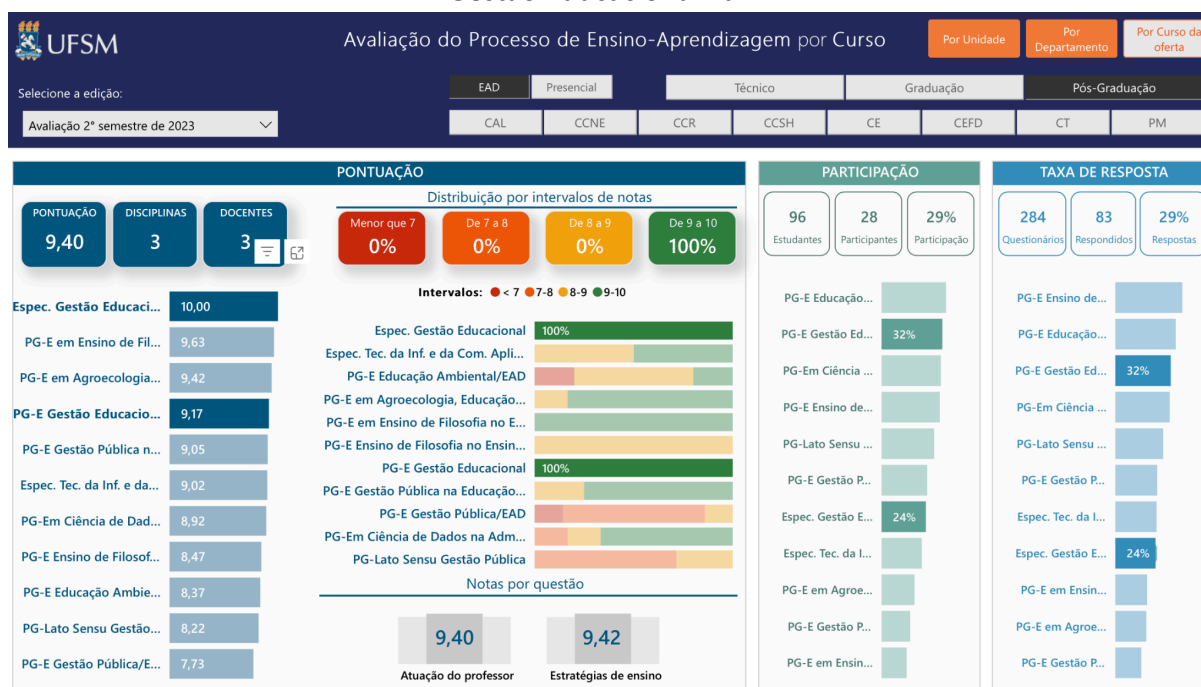 UFSM
Avaliação do Processo de Ensino-Aprendizagem por Curso
Por Unidade
Por Departamento
Por Curso da oferta
Selecione a edição:
Avaliação 2° semestre de 2023
EAD
Presencial
Técnico
Graduação
Pós-Graduação
CAL
CCNE
CCR
CCSH
CE
CEFD
CT
PM
PONTUAÇÃO
PONTUAÇÃO
9,40
DISCIPLINAS
3
DOCENTES
3
Espec. Gestão Educaci... 10,00
PG-E em Ensino de Fil... 9,63
PG-E em Agroecologia... 9,42
PG-E Gestão Educacio... 9,17
PG-E Gestão Pública n... 9,05
Espec. Tec. da Inf. e da... 9,02
PG-Em Ciência de Dad... 8,92
PG-E Ensino de Filosof... 8,47
PG-E Educação Ambie... 8,37
PG-Lato Sensu Gestão... 8,22
PG-E Gestão Pública/E... 7,73
Distribuição por intervalos de notas
Menor que 7
0%
De 7 a 8
0%
De 8 a 9
0%
De 9 a 10
100%
Intervalos: < 7 7-8 8-9 9-10
Espec. Gestão Educacional 100%
Espec. Tec. da Inf. e da Com. Apli...
PG-E Educação Ambiental/EAD
PG-E em Agroecologia, Educação...
PG-E em Ensino de Filosofia no E...
PG-E Ensino de Filosofia no Ensin...
PG-E Gestão Educacional 100%
PG-E Gestão Pública na Educação...
PG-E Gestão Pública/EAD
PG-Em Ciência de Dados na Adm...
PG-Lato Sensu Gestão Pública
Notas por questão
9,40
Atuação do professor
9,42
Estratégias de ensino
PARTICIPAÇÃO
96
Estudantes
28
Participantes
29%
Participação
PG-E Educação...
PG-E Gestão Ed... 32%
PG-Em Ciência ...
PG-E Ensino de...
PG-Lato Sensu ...
PG-E Gestão P...
Espec. Gestão E... 24%
Espec. Tec. da I...
PG-E em Agroe...
PG-E Gestão P...
PG-E em Ensin...
TAXA DE RESPOSTA
284
Questionários
83
Respondidos
29%
Respostas
PG-E Ensino de...
PG-E Educação...
PG-E Gestão Ed... 32%
PG-Em Ciência ...
PG-Lato Sensu ...
PG-E Gestão P...
Espec. Tec. da I...
Espec. Gestão E... 24%
PG-E em Ensin...
PG-E em Agroe...
PG-E Gestão P...